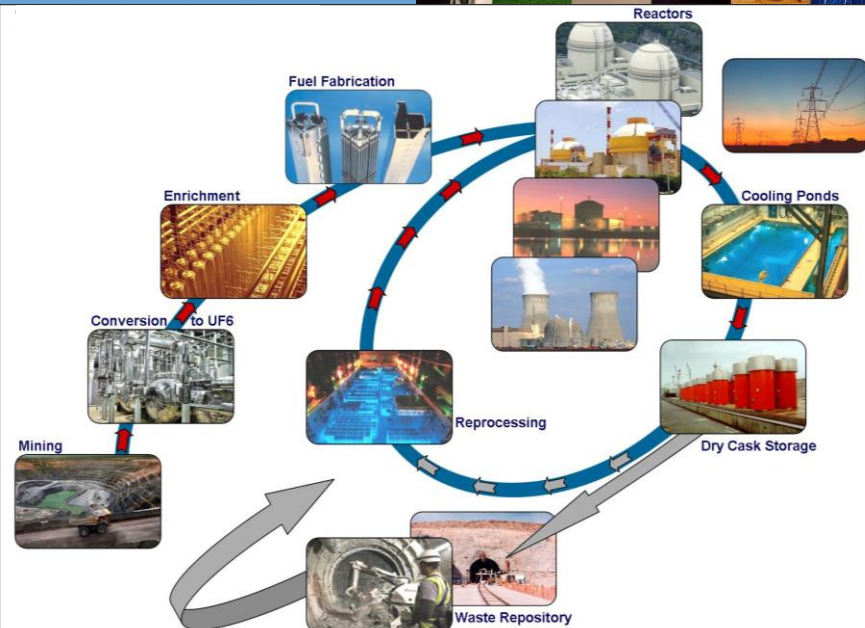 Reactors
Fuel Fabrication
Enrichment
Cooling Ponds
Conversion to UF6
Reprocessing
Mining
Dry Cask Storage
Waste Repository